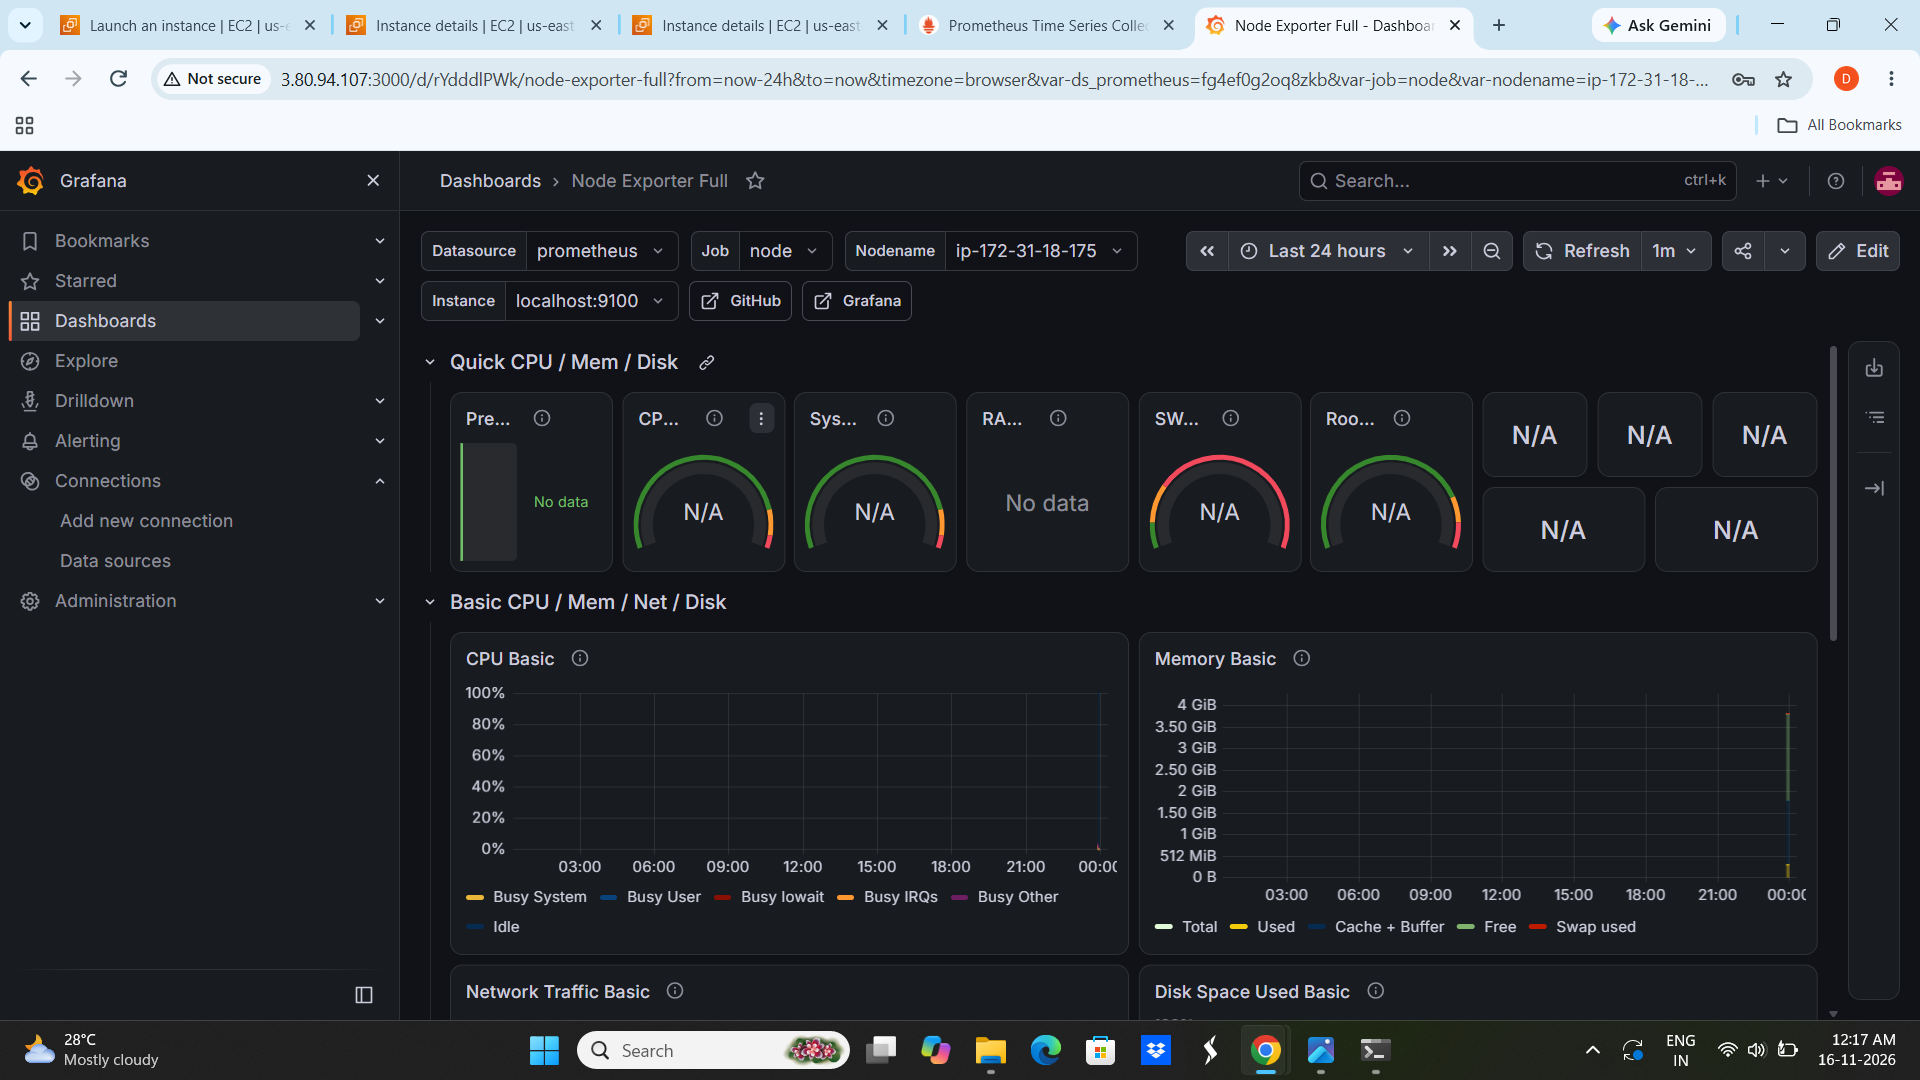 Launch an instance | EC2 | us-e
Instance details | EC2 | us-east
Instance details | EC2 | us-east
Prometheus Time Series Collec
Node Exporter Full - Dashboar
Ask Gemini
Not secure
3.80.94.107:3000/d/rYdddlPWk/node-exporter-full?from=now-24h&to=now&timezone=browser&var-ds_prometheus=fg4ef0g2oq8zkb&var-job=node&var-nodename=ip-172-31-18-...
D
All Bookmarks
Grafana
Dashboards › Node Exporter Full
Search...
ctrl+k
Bookmarks
Starred
Dashboards
Explore
Drilldown
Alerting
Connections
Add new connection
Data sources
Administration
Datasource prometheus
Job node
Nodename ip-172-31-18-175
Last 24 hours
Refresh 1m
Edit
Instance localhost:9100
GitHub
Grafana
Quick CPU / Mem / Disk
Pre...
No data
CP...
N/A
Sys...
N/A
RA...
No data
SW...
N/A
Roo...
N/A
N/A
N/A
N/A
N/A
N/A
Basic CPU / Mem / Net / Disk
CPU Basic
100%
80%
60%
40%
20%
0%
03:00 06:00 09:00 12:00 15:00 18:00 21:00 00:00
Busy System Busy User Busy Iowait Busy IRQs Busy Other
Idle
Memory Basic
4 GiB
3.50 GiB
3 GiB
2.50 GiB
2 GiB
1.50 GiB
1 GiB
512 MiB
0 B
03:00 06:00 09:00 12:00 15:00 18:00 21:00 00:00
Total Used Cache + Buffer Free Swap used
Network Traffic Basic
Disk Space Used Basic
28°C
Mostly cloudy
Search
ENG
IN
12:17 AM
16-11-2026